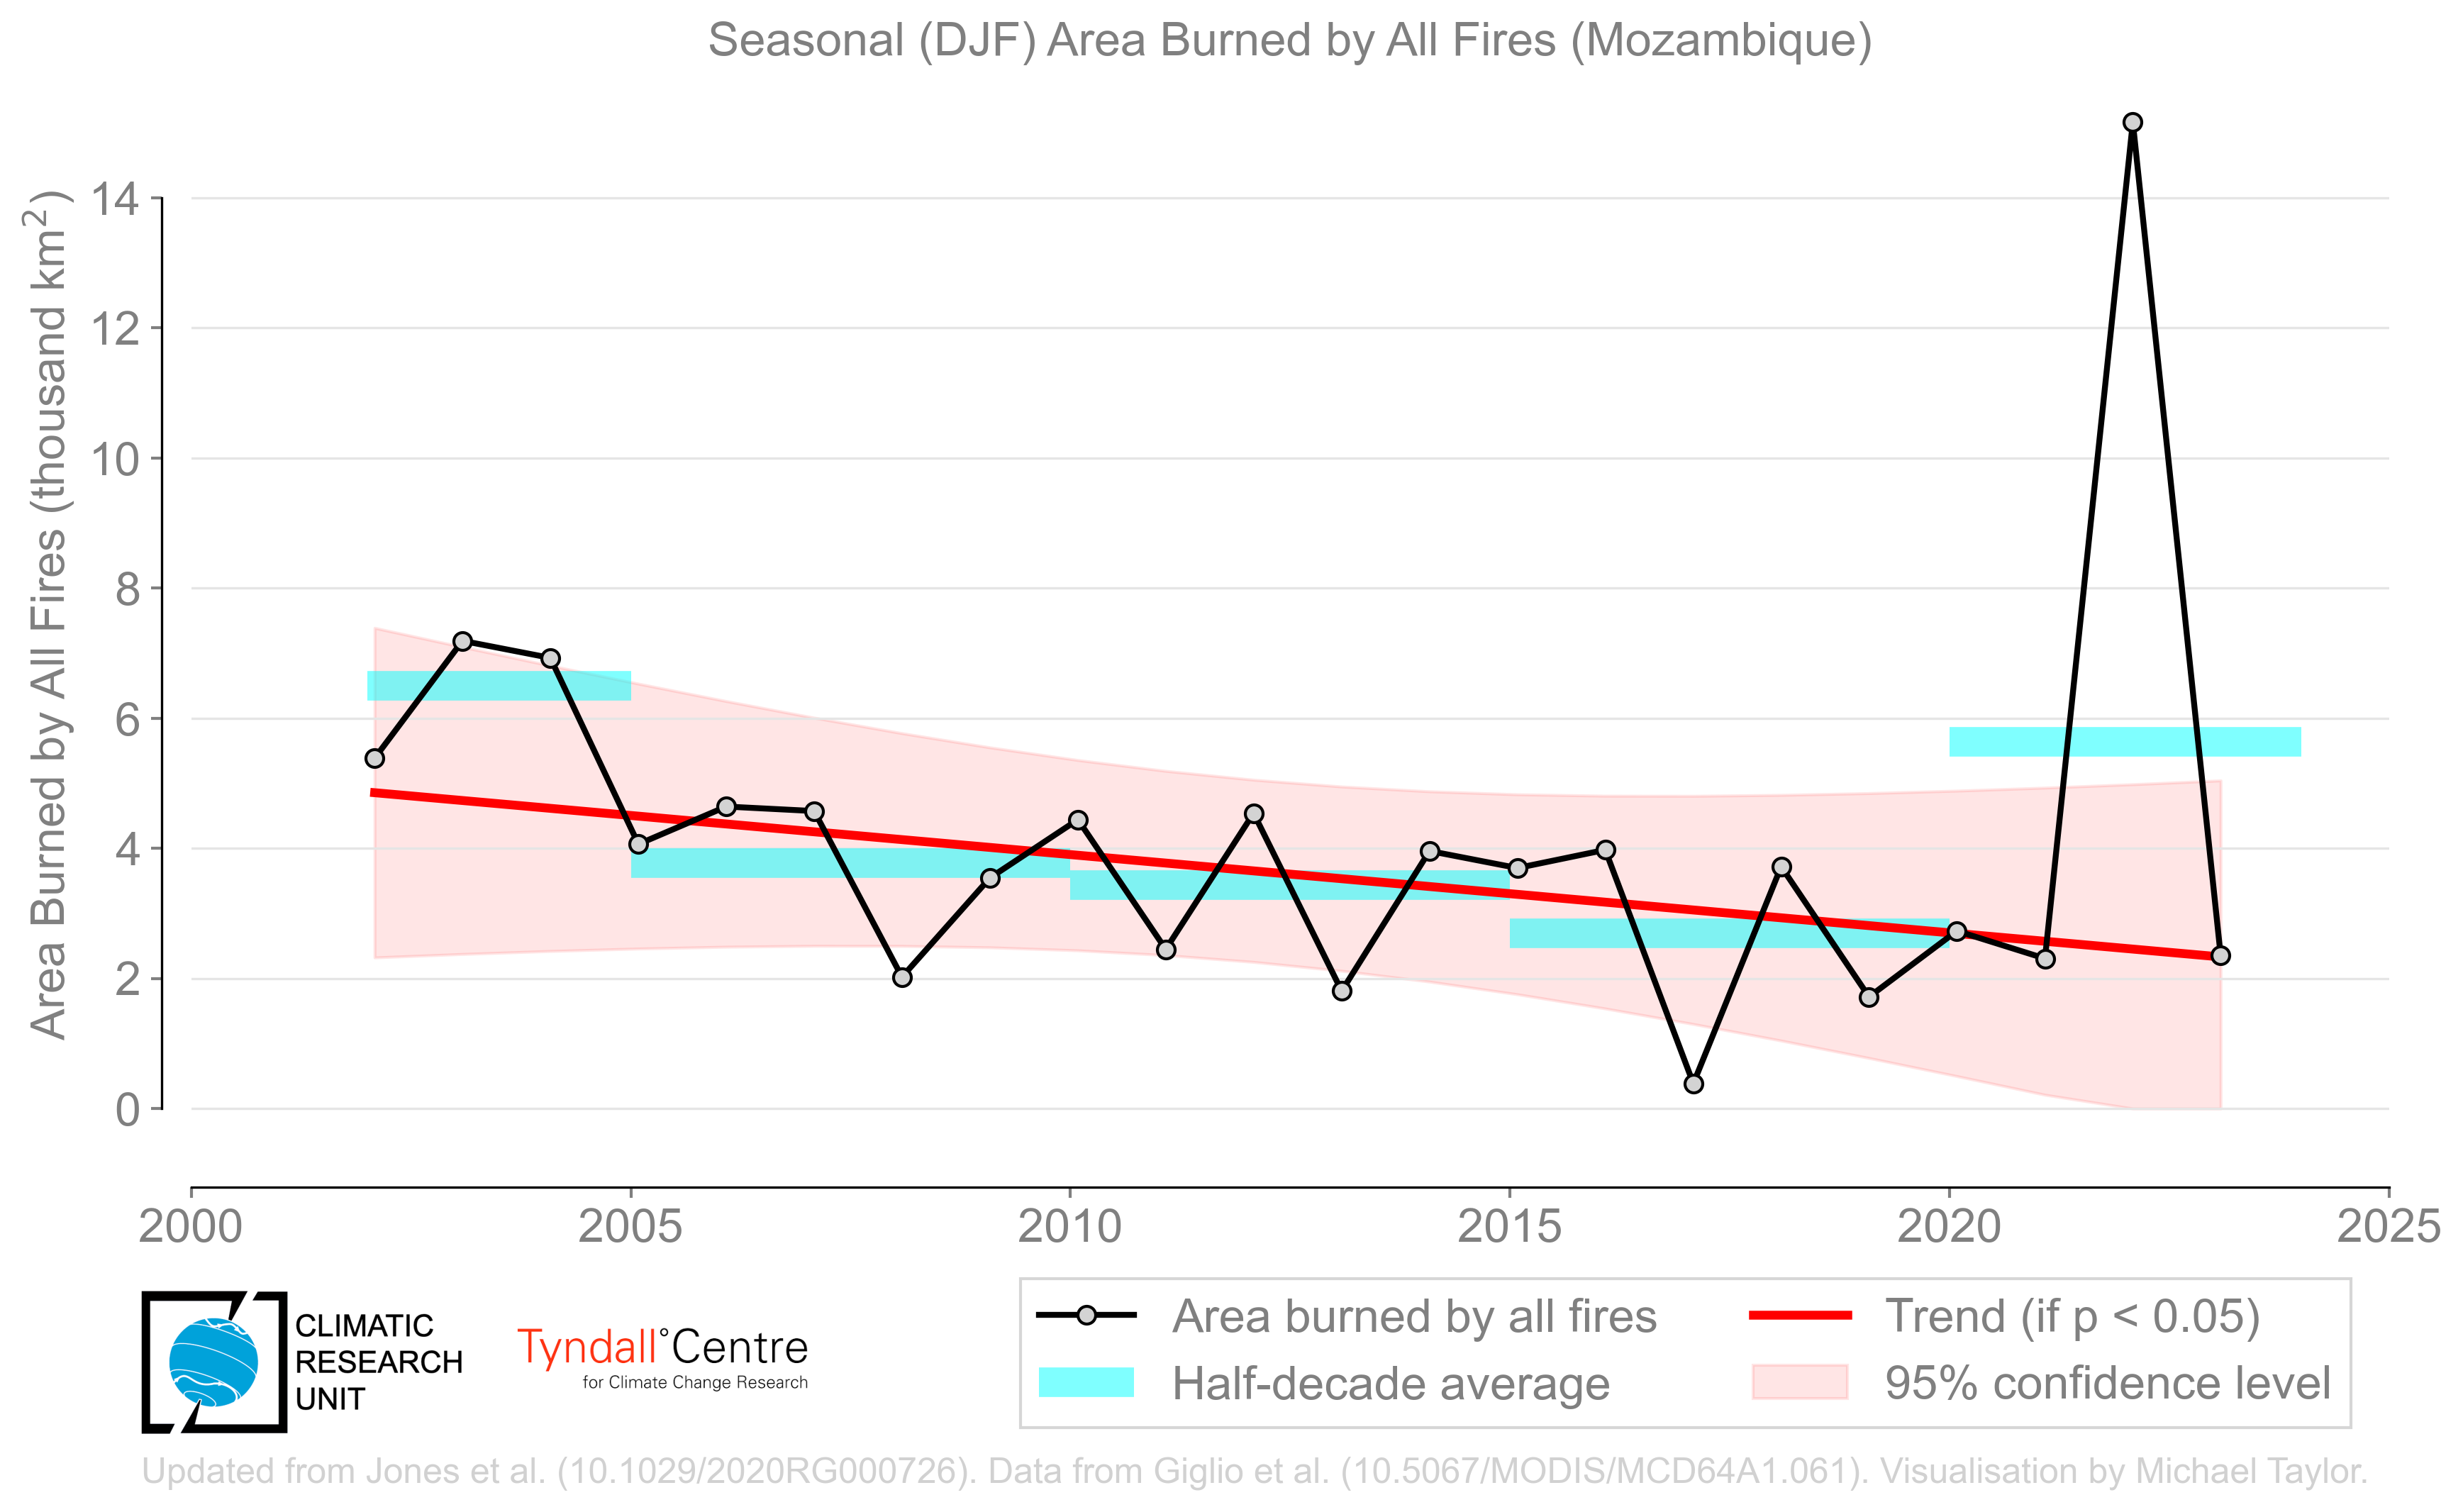 Seasonal (DJF) Area Burned by All Fires (Mozambique)
Area Burned by All Fires (thousand km²)
14
12
10
8
6
4
2
0
2000 2005 2010 2015 2020 2025
CLIMATIC
RESEARCH
UNIT
Tyndall°Centre
for Climate Change Research
Area burned by all fires
Half-decade average
Trend (if p < 0.05)
95% confidence level
Updated from Jones et al. (10.1029/2020RG000726). Data from Giglio et al. (10.5067/MODIS/MCD64A1.061). Visualisation by Michael Taylor.